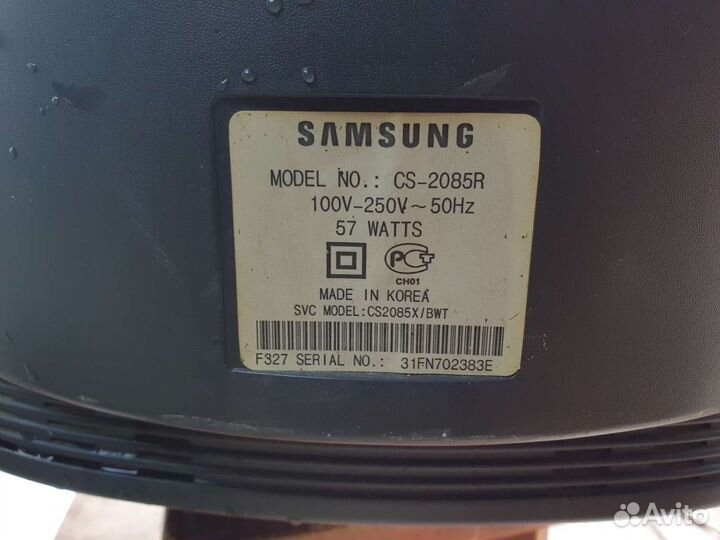 SAMSUNG
MODEL NO.: CS-2085R
100V-250V~50Hz
57 WATTS
РСТ
CH01
MADE IN KOREA
SVC MODEL:CS2085X/BWT
F327 SERIAL NO.: 31FN702383E
Avito